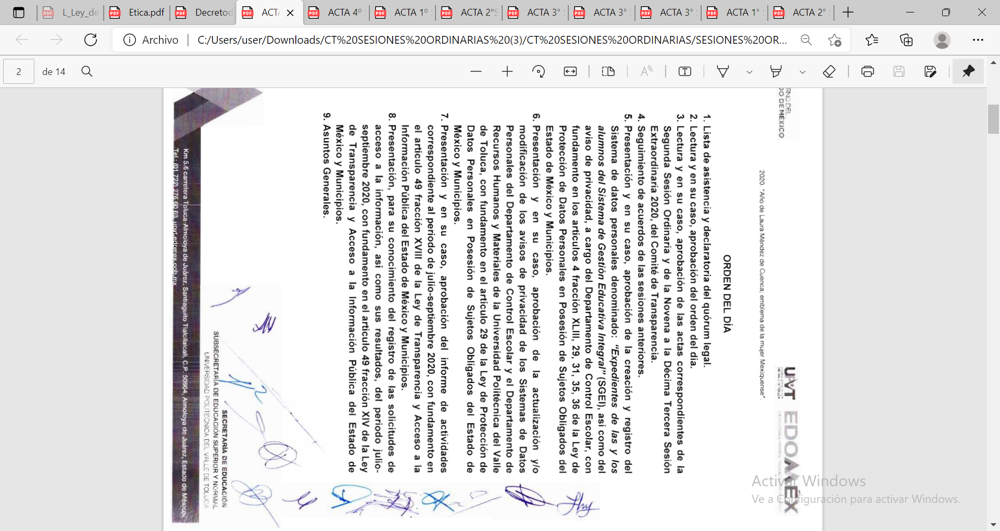 L_Ley_de
Etica.pdf
Decretod
ACTA
ACTA 4°
ACTA 1°
ACTA 2°S
ACTA 3°
ACTA 3°
ACTA 3°
ACTA 1°
ACTA 2°
Archivo
C:/Users/user/Downloads/CT%20SESIONES%20ORDINARIAS%20(3)/CT%20SESIONES%20ORDINARIAS/SESIONES%20OR...
2 de 14
RNO DEL
DO DE MÉXICO
UPVT
EDOMÉX
2020. "Año de Laura Méndez de Cuenca; emblema de la mujer Mexiquense".
ORDEN DEL DÍA
1. Lista de asistencia y declaratoria del quórum legal.
2. Lectura y en su caso, aprobación del orden del día.
3. Lectura y en su caso, aprobación de las actas correspondientes de la
Segunda Sesión Ordinaria y de la Novena a la Décima Tercera Sesión
Extraordinaria 2020, del Comité de Transparencia.
4. Seguimiento de acuerdos de las sesiones anteriores.
5. Presentación y en su caso, aprobación de la creación y registro del
Sistema de datos personales denominado: "Expedientes de las y los
alumnos del Sistema de Gestión Educativa Integral" (SGEI), así como del
aviso de privacidad, a cargo del Departamento de Control Escolar, con
fundamento en los artículos 4 fracción XLIII, 29, 31, 35, 36 de la Ley de
Protección de Datos Personales en Posesión de Sujetos Obligados del
Estado de México y Municipios.
6. Presentación y en su caso, aprobación de la actualización y/o
modificación de los avisos de privacidad de los Sistemas de Datos
Personales del Departamento de Control Escolar y el Departamento de
Recursos Humanos y Materiales de la Universidad Politécnica del Valle
de Toluca, con fundamento en el artículo 29 de la Ley de Protección de
Datos Personales en Posesión de Sujetos Obligados del Estado de
México y Municipios.
7. Presentación y en su caso, aprobación del informe de actividades
correspondiente al periodo de julio-septiembre 2020, con fundamento en
el artículo 49 fracción XVIII de la Ley de Transparencia y Acceso a la
Información Pública del Estado de México y Municipios.
8. Presentación, para su conocimiento del registro de las solicitudes de
acceso a la información, así como sus resultados, del periodo julio-
septiembre 2020, con fundamento en el artículo 49 fracción XIV de la Ley
de Transparencia y Acceso a la Información Pública del Estado de
México y Municipios.
9. Asuntos Generales.
SECRETARÍA DE EDUCACIÓN
SUBSECRETARÍA DE EDUCACIÓN SUPERIOR Y NORMAL
UNIVERSIDAD POLITÉCNICA DEL VALLE DE TOLUCA
Km 5.6 carretera Toluca-Almoloya de Juárez, Santiaguito Tlalcilalcali, C.P. 50904, Almoloya de Juárez, Estado de México.
Tel.: (01 722) 276 60 60, upvt.edomex.gob.mx
Activar Windows
Ve a Configuración para activar Windows.